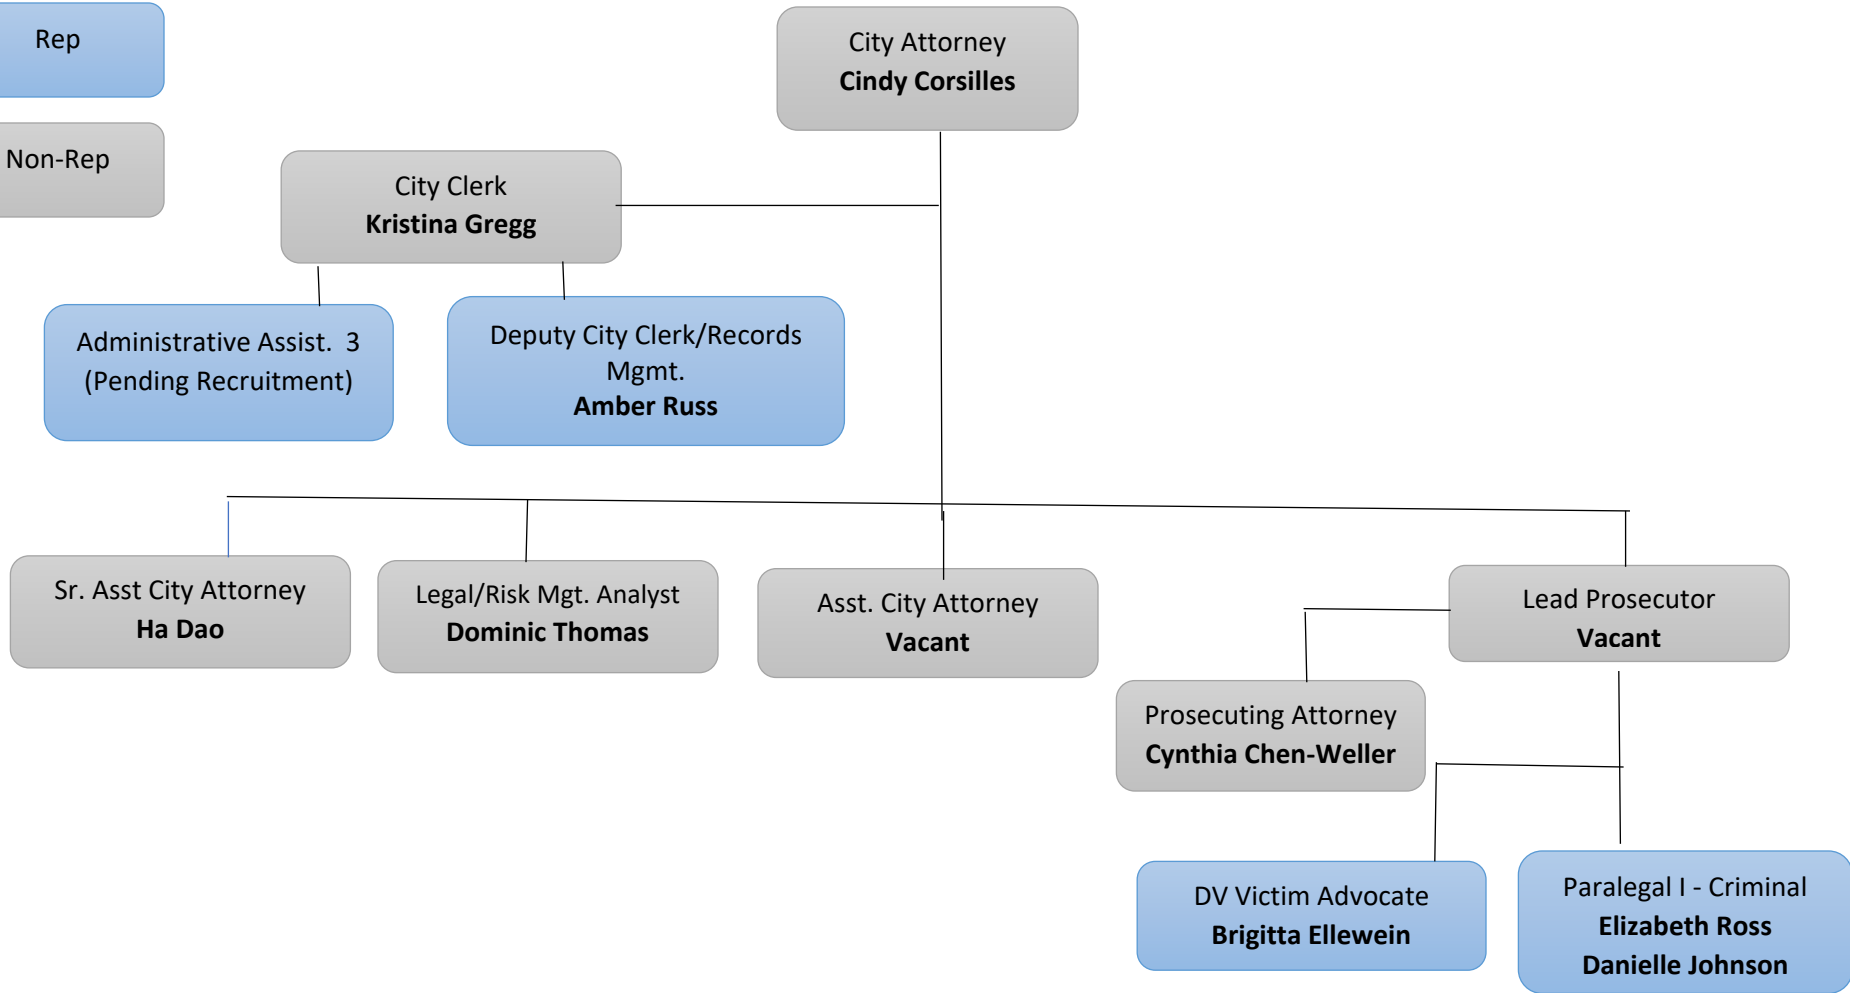 Rep
Non-Rep
City Attorney
Cindy Corsilles
City Clerk
Kristina Gregg
Administrative Assist.  3
(Pending Recruitment)
Deputy City Clerk/Records
Mgmt.
Amber Russ
Sr. Asst City Attorney
Ha Dao
Legal/Risk Mgt. Analyst
Dominic Thomas
Asst. City Attorney
Vacant
Lead Prosecutor
Vacant
Prosecuting Attorney
Cynthia Chen-Weller
DV Victim Advocate
Brigitta Ellewein
Paralegal I - Criminal
Elizabeth Ross
Danielle Johnson